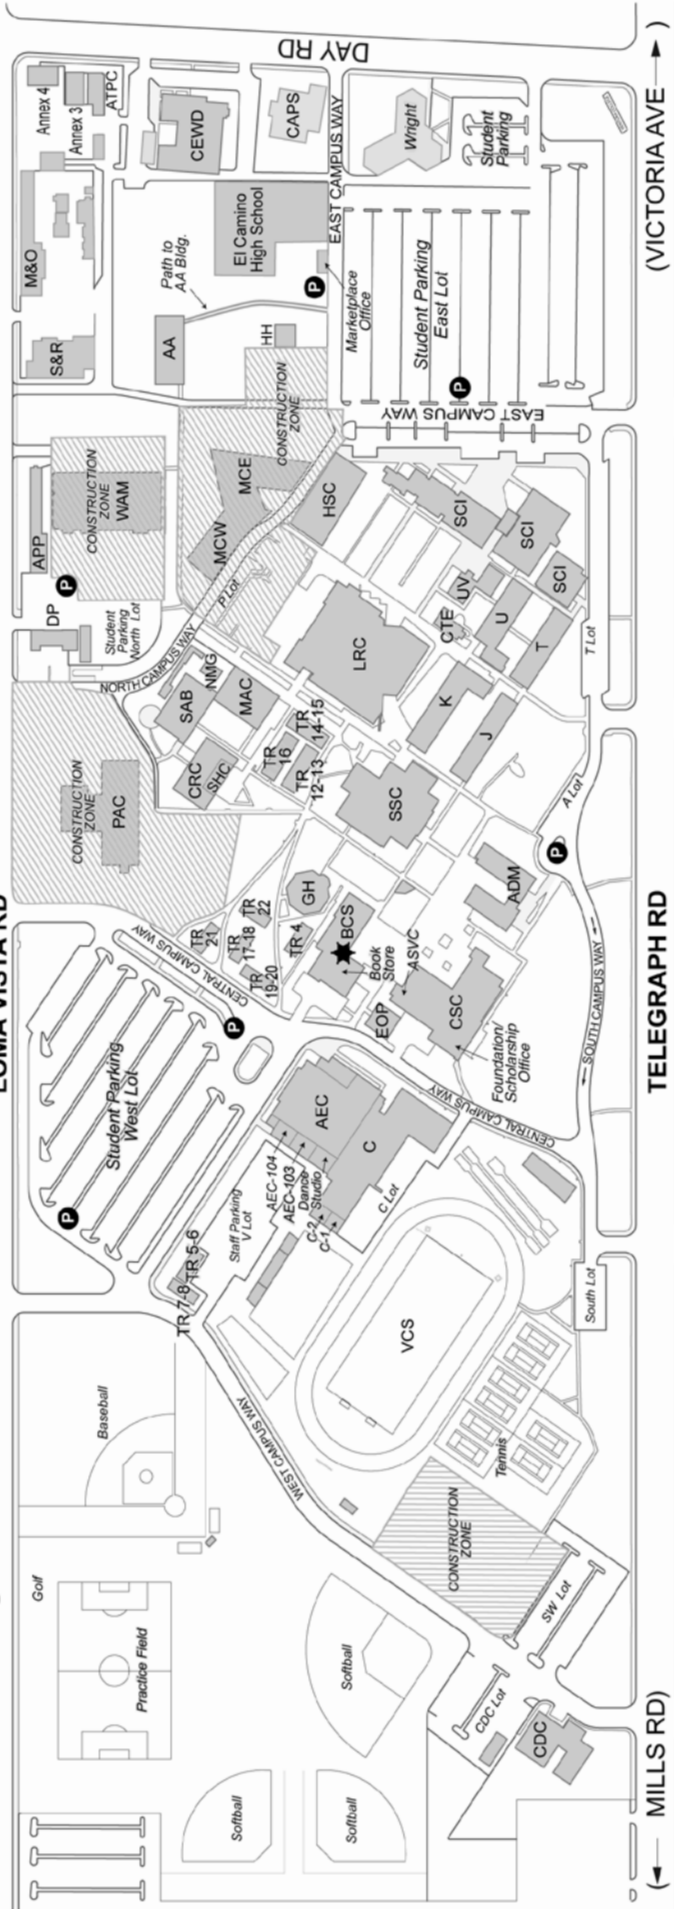 DAY RD
(VICTORIA AVE
)
Annex 4
Annex 3
ATPC
CEWD
CAPS
EAST CAMPUS WAY
Wright
Student
Parking
M&O
El Camino
High School
Path to
AA Bldg.
P
Marketplace
Office
Student Parking
East Lot
S&R
AA
HH
CONSTRUCTION
ZONE
P
EAST CAMPUS WAY
APP
CONSTRUCTION
ZONE
WAM
MCE
MCW
HSC
SCI
SCI
SCI
P
DP
Student
Parking
North Lot
P Lot
NORTH CAMPUS WAY
LRC
UV
CTE
U
T
T Lot
SAB
NMG
MAC
K
J
CRC
SHC
TR
16
TR
14-15
TR
12-13
SSC
CONSTRUCTION
ZONE
PAC
A Lot
P
ADM
GH
TR
22
TR
21
TR
17-18
TR
19-20
TR 4
BCS
Book
Store
ASVC
EOP
CSC
Foundation/
Scholarship
Office
CENTRAL CAMPUS WAY
CENTRAL CAMPUS WAY
P
SOUTH CAMPUS WAY
TELEGRAPH RD
LOMA VISTA RD
Student Parking
West Lot
P
AEC
C
AEC-104
AEC-103
Dance
Studio
C-2
C-1
C Lot
CENTRAL CAMPUS WAY
Staff Parking
V Lot
TR 5-6
TR 7-8
VCS
South Lot
Baseball
WEST CAMPUS WAY
Tennis
CONSTRUCTION
ZONE
SW Lot
Golf
Practice Field
Softball
CDC Lot
CDC
Softball
Softball
(
MILLS RD)